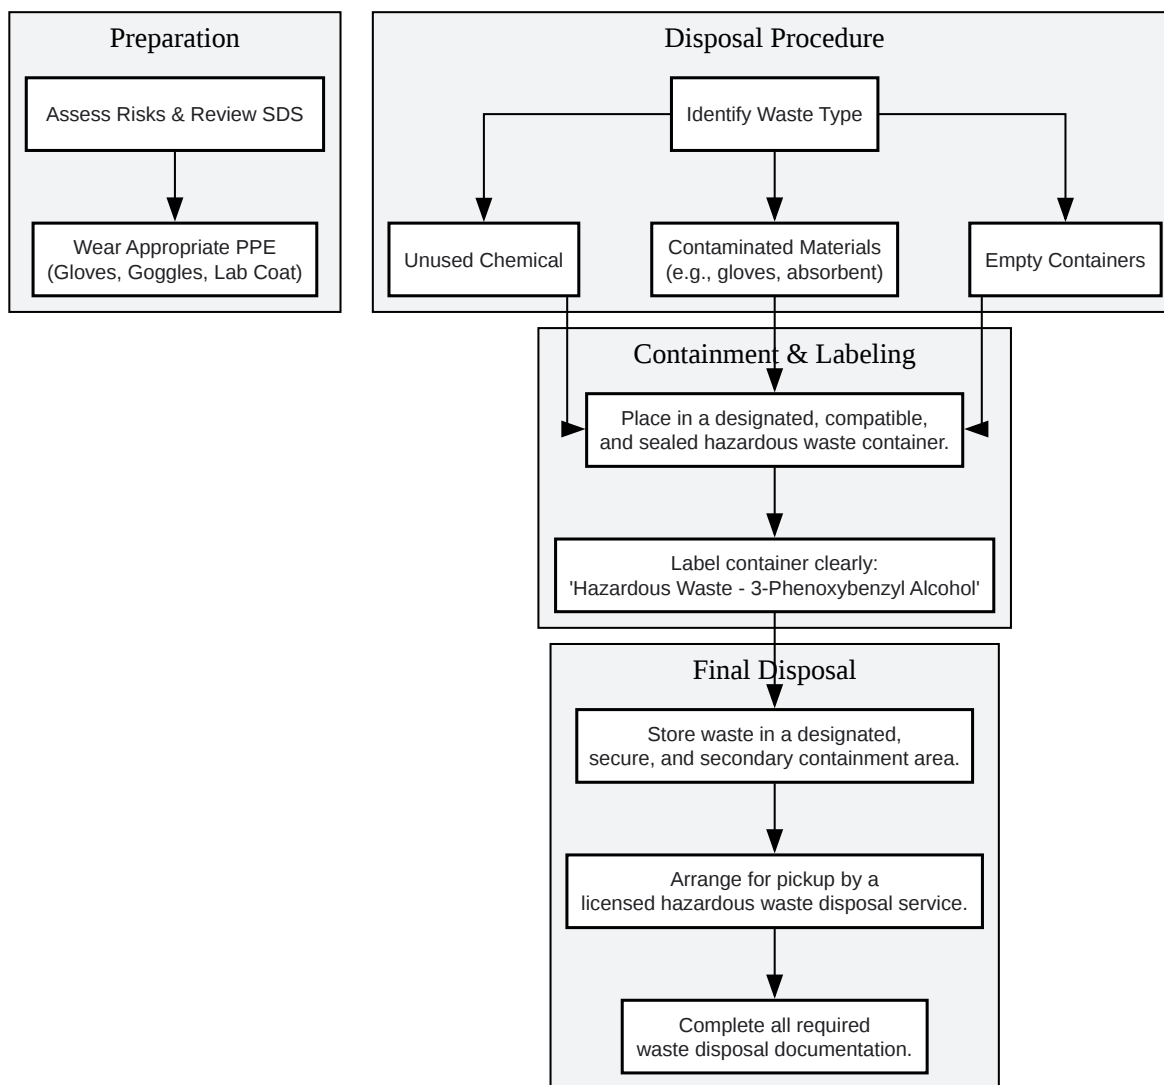 Preparation
Assess Risks & Review SDS
Wear Appropriate PPE
(Gloves, Goggles, Lab Coat)
Disposal Procedure
Identify Waste Type
Unused Chemical
Contaminated Materials
(e.g., gloves, absorbent)
Empty Containers
Containment & Labeling
Place in a designated, compatible,
and sealed hazardous waste container.
Label container clearly:
'Hazardous Waste - 3-Phenoxybenzyl Alcohol'
Final Disposal
Store waste in a designated,
secure, and secondary containment area.
Arrange for pickup by a
licensed hazardous waste disposal service.
Complete all required
waste disposal documentation.